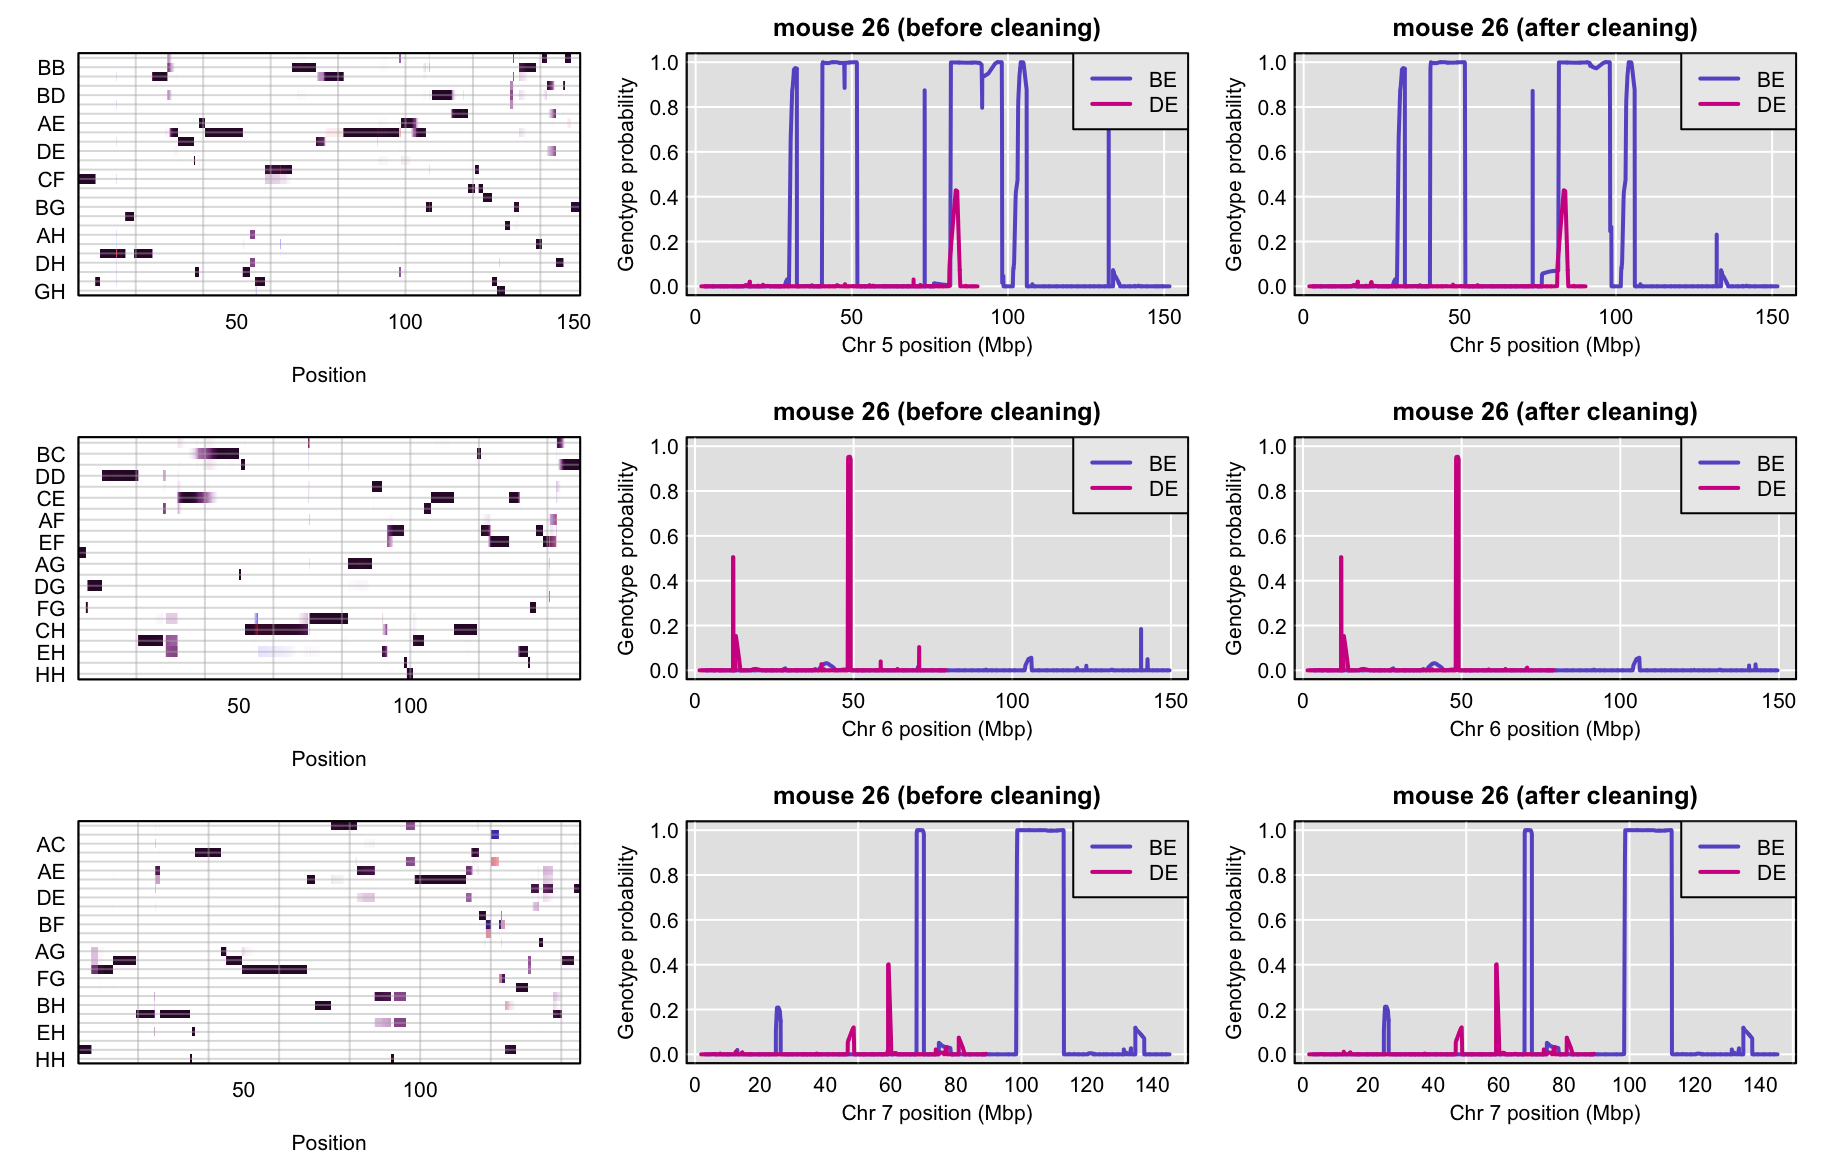 BB
BD
AE
DE
CF
BG
AH
DH
GH
50
100
150
Position
mouse 26 (before cleaning)
Genotype probability
1.0
0.8
0.6
0.4
0.2
0.0
BE
DE
0
50
100
150
Chr 5 position (Mbp)
mouse 26 (after cleaning)
Genotype probability
1.0
0.8
0.6
0.4
0.2
0.0
BE
DE
0
50
100
150
Chr 5 position (Mbp)
BC
DD
CE
AF
EF
AG
DG
FG
CH
EH
HH
50
100
Position
mouse 26 (before cleaning)
Genotype probability
1.0
0.8
0.6
0.4
0.2
0.0
BE
DE
0
50
100
150
Chr 6 position (Mbp)
mouse 26 (after cleaning)
Genotype probability
1.0
0.8
0.6
0.4
0.2
0.0
BE
DE
0
50
100
150
Chr 6 position (Mbp)
AC
AE
DE
BF
AG
FG
BH
EH
HH
50
100
Position
mouse 26 (before cleaning)
Genotype probability
1.0
0.8
0.6
0.4
0.2
0.0
BE
DE
0
20
40
60
80
100
120
140
Chr 7 position (Mbp)
mouse 26 (after cleaning)
Genotype probability
1.0
0.8
0.6
0.4
0.2
0.0
BE
DE
0
20
40
60
80
100
120
140
Chr 7 position (Mbp)